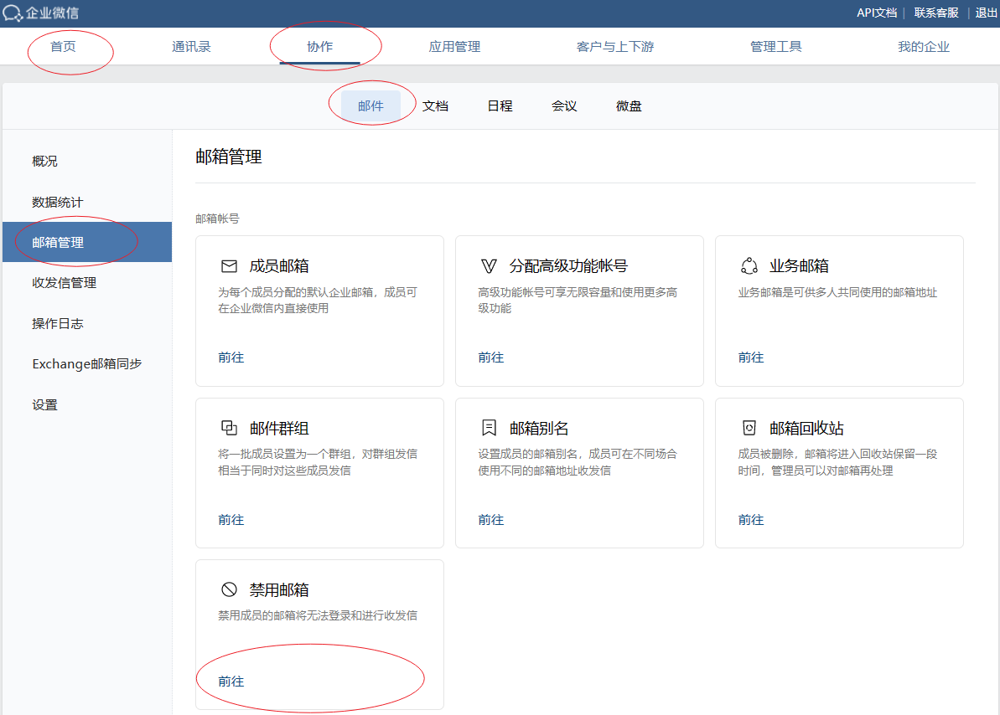 企业微信
API文档 | 联系客服 | 退出
首页 通讯录 协作 应用管理 客户与上下游 管理工具 我的企业
邮件 文档 日程 会议 微盘
概况
数据统计
邮箱管理
收发信管理
操作日志
Exchange邮箱同步
设置
邮箱管理
邮箱帐号
成员邮箱
为每个成员分配的默认企业邮箱，成员可
在企业微信内直接使用
前往
分配高级功能帐号
高级功能帐号可享无限容量和使用更多高
级功能
前往
业务邮箱
业务邮箱是可供多人共同使用的邮箱地址
前往
邮件群组
将一批成员设置为一个群组，对群组发信
相当于同时对这些成员发信
前往
邮箱别名
设置成员的邮箱别名，成员可在不同场合
使用不同的邮箱地址收发信
前往
邮箱回收站
成员被删除，邮箱将进入回收站保留一段
时间，管理员可以对邮箱再处理
前往
禁用邮箱
禁用成员的邮箱将无法登录和进行收发信
前往